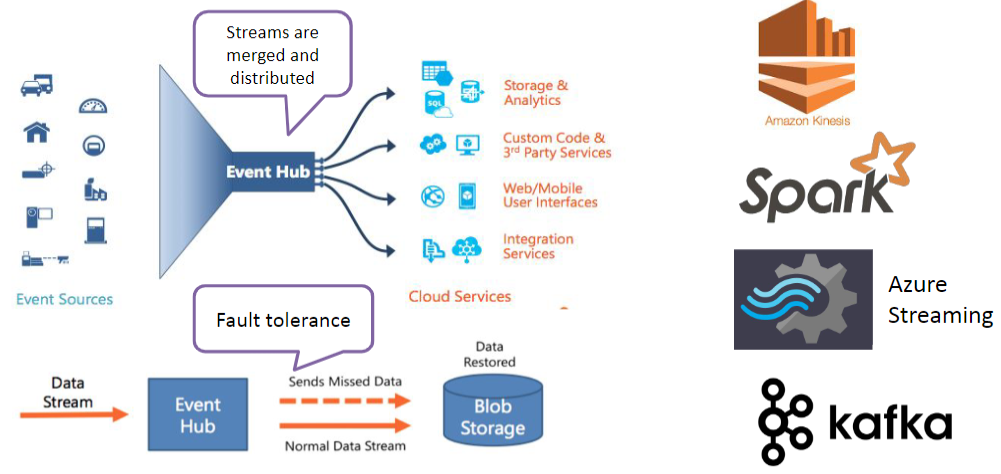 Streams are
merged and
distributed
Event Hub
SQL
Storage &
Analytics
Custom Code &
3rd Party Services
Web/Mobile
User Interfaces
Integration
Services
Event Sources
Cloud Services
Fault tolerance
Data
Stream
Event
Hub
Sends Missed Data
Normal Data Stream
Data
Restored
Blob
Storage
Amazon Kinesis
Spark
Azure
Streaming
kafka